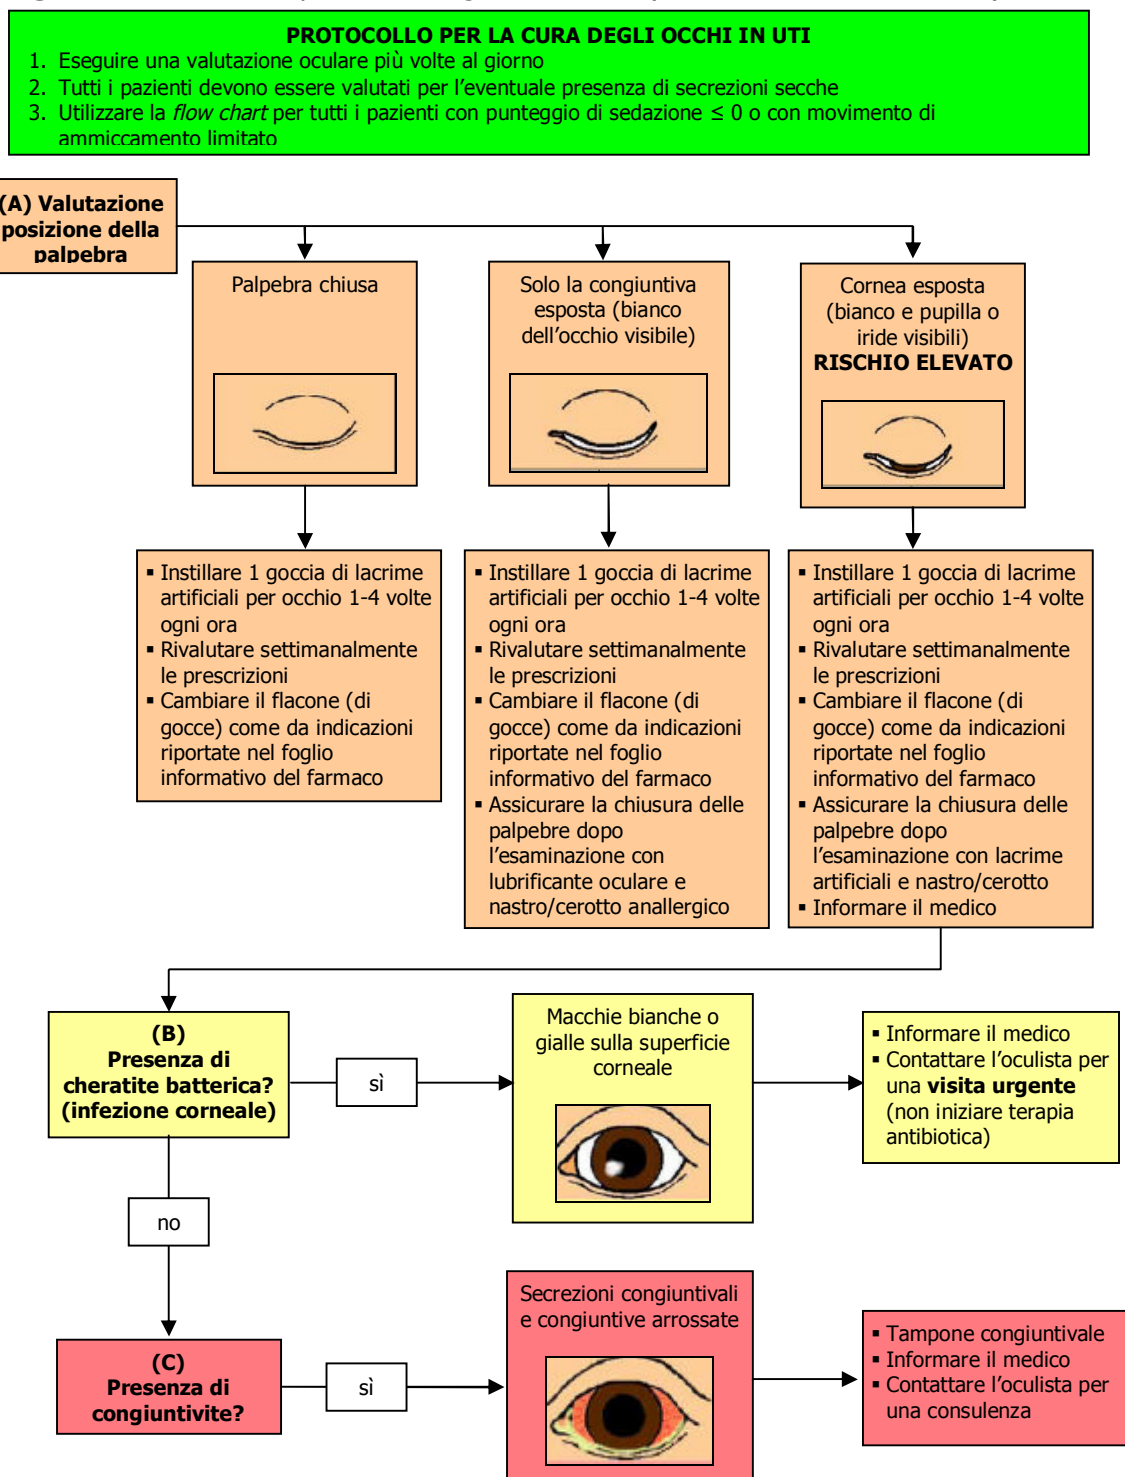 PROTOCOLLO PER LA CURA DEGLI OCCHI IN UTI
1. Eseguire una valutazione oculare più volte al giorno
2. Tutti i pazienti devono essere valutati per l'eventuale presenza di secrezioni secche
3. Utilizzare la flow chart per tutti i pazienti con punteggio di sedazione ≤ 0 o con movimento di
ammiccamento limitato
(A) Valutazione
posizione della
palpebra
Palpebra chiusa
Solo la congiuntiva
esposta (bianco
dell'occhio visibile)
Cornea esposta
(bianco e pupilla o
iride visibili)
RISCHIO ELEVATO
▪ Instillare 1 goccia di lacrime
artificiali per occhio 1-4 volte
ogni ora
▪ Rivalutare settimanalmente
le prescrizioni
▪ Cambiare il flacone (di
gocce) come da indicazioni
riportate nel foglio
informativo del farmaco
▪ Instillare 1 goccia di lacrime
artificiali per occhio 1-4 volte
ogni ora
▪ Rivalutare settimanalmente
le prescrizioni
▪ Cambiare il flacone (di
gocce) come da indicazioni
riportate nel foglio
informativo del farmaco
▪ Assicurare la chiusura delle
palpebre dopo
l'esaminazione con
lubrificante oculare e
nastro/cerotto anallergico
▪ Instillare 1 goccia di lacrime
artificiali per occhio 1-4 volte
ogni ora
▪ Rivalutare settimanalmente
le prescrizioni
▪ Cambiare il flacone (di
gocce) come da indicazioni
riportate nel foglio
informativo del farmaco
▪ Assicurare la chiusura delle
palpebre dopo
l'esaminazione con lacrime
artificiali e nastro/cerotto
▪ Informare il medico
(B)
Presenza di
cheratite batterica?
(infezione corneale)
sì
Macchie bianche o
gialle sulla superficie
corneale
▪ Informare il medico
▪ Contattare l'oculista per
una visita urgente
(non iniziare terapia
antibiotica)
no
(C)
Presenza di
congiuntivite?
sì
Secrezioni congiuntivali
e congiuntive arrossate
▪ Tampone congiuntivale
▪ Informare il medico
▪ Contattare l'oculista per
una consulenza